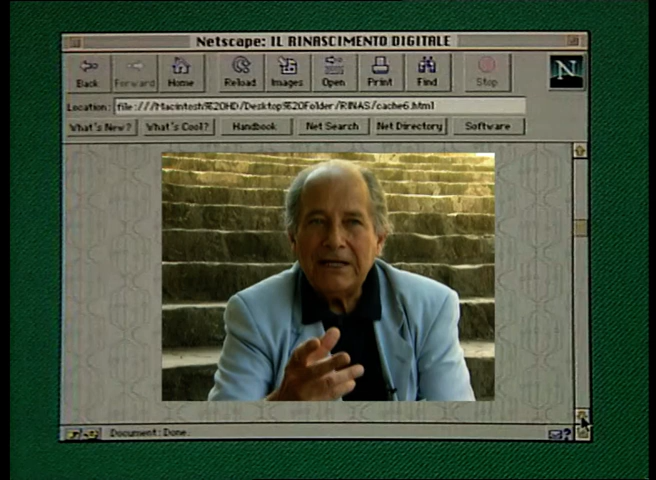 Netscape: IL RINASCIMENTO DIGITALE
Back Forward Home Reload Images Open Print Find Stop N
Location: file:///Macintosh%20HD/Desktop%20Folder/RINAS/cache6.html
What's New? What's Cool? Handbook Net Search Net Directory Software
Document: Done.
?